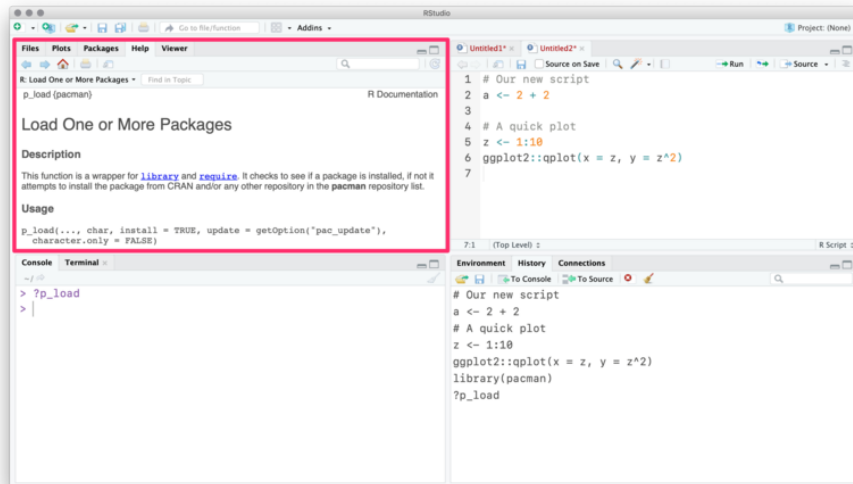 RStudio
Go to file/function
Addins
Project: (None)
Files Plots Packages Help Viewer
R: Load One or More Packages
Find in Topic
p_load {pacman}
R Documentation
Load One or More Packages
Description
This function is a wrapper for library and require. It checks to see if a package is installed, if not it
attempts to install the package from CRAN and/or any other repository in the pacman repository list.
Usage
p_load(..., char, install = TRUE, update = getOption("pac_update"),
character.only = FALSE)
Untitled1* Untitled2*
Source on Save
Run
Source
1 # Our new script
2 a <- 2 + 2
3
4 # A quick plot
5 z <- 1:10
6 ggplot2::qplot(x = z, y = z^2)
7
7:1 (Top Level)
R Script
Console Terminal
~/
> ?p_load
>
Environment History Connections
To Console To Source
# Our new script
a <- 2 + 2
# A quick plot
z <- 1:10
ggplot2::qplot(x = z, y = z^2)
library(pacman)
?p_load